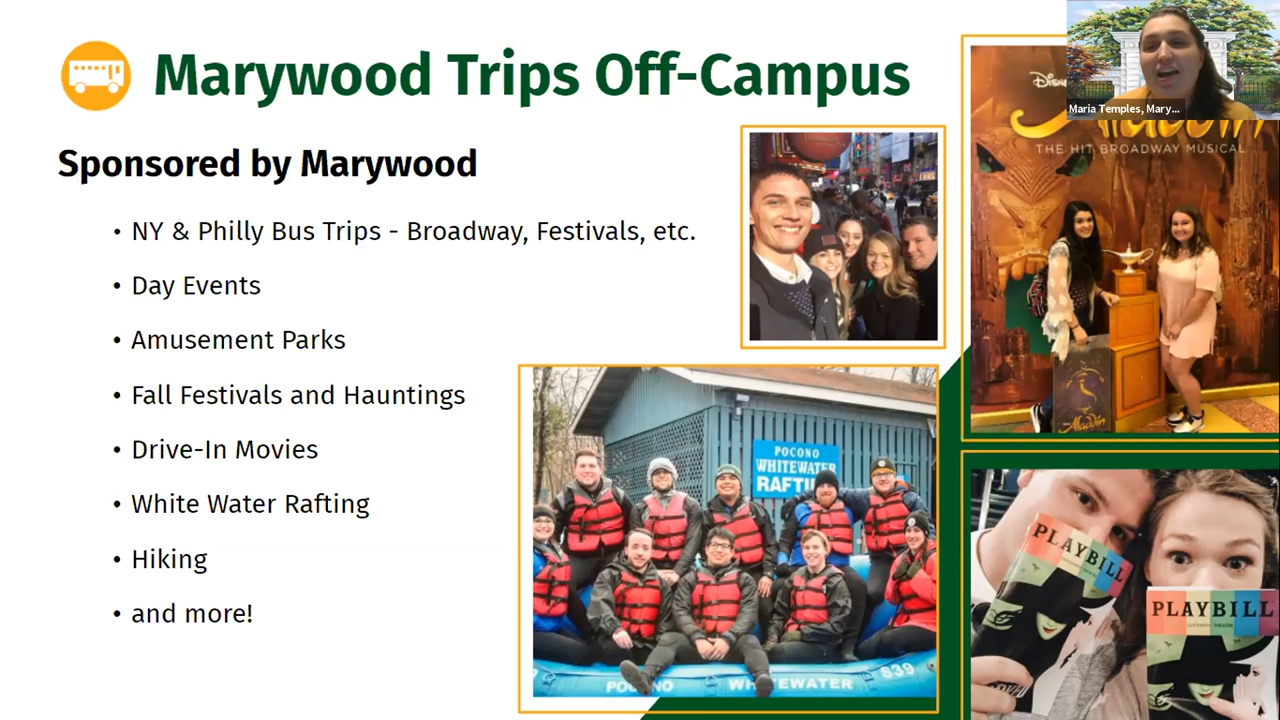 Marywood Trips Off-Campus
Maria Temples, Mary...
Sponsored by Marywood
• NY & Philly Bus Trips - Broadway, Festivals, etc.
• Day Events
• Amusement Parks
• Fall Festivals and Hauntings
• Drive-In Movies
• White Water Rafting
• Hiking
• and more!
THE HIT BROADWAY MUSICAL
Aladdin
POCONO
WHITEWATER
S39
WHITEWATER
PLAYBILL
PLAYBILL